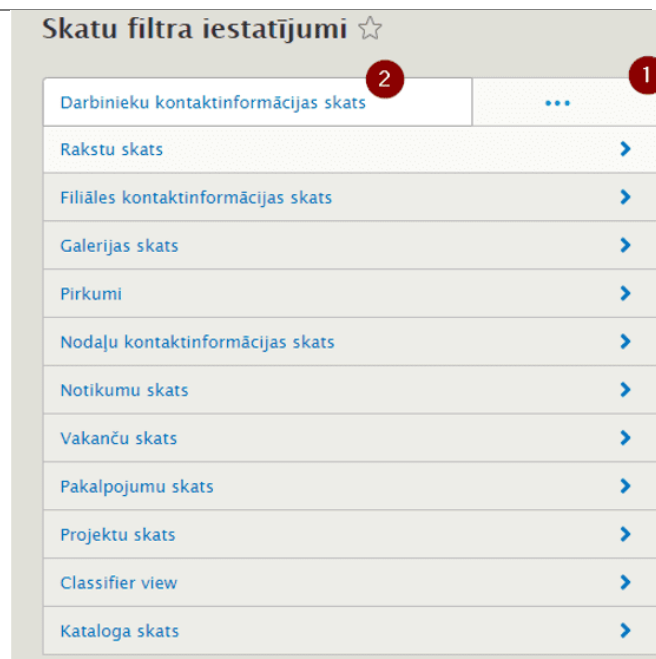 Skatu filtra iestatījumi
1
2
Darbinieku kontaktinformācijas skats
Rakstu skats
Filiāles kontaktinformācijas skats
Galerijas skats
Pirkumi
Nodaļu kontaktinformācijas skats
Notikumu skats
Vakanču skats
Pakalpojumu skats
Projektu skats
Classifier view
Kataloga skats